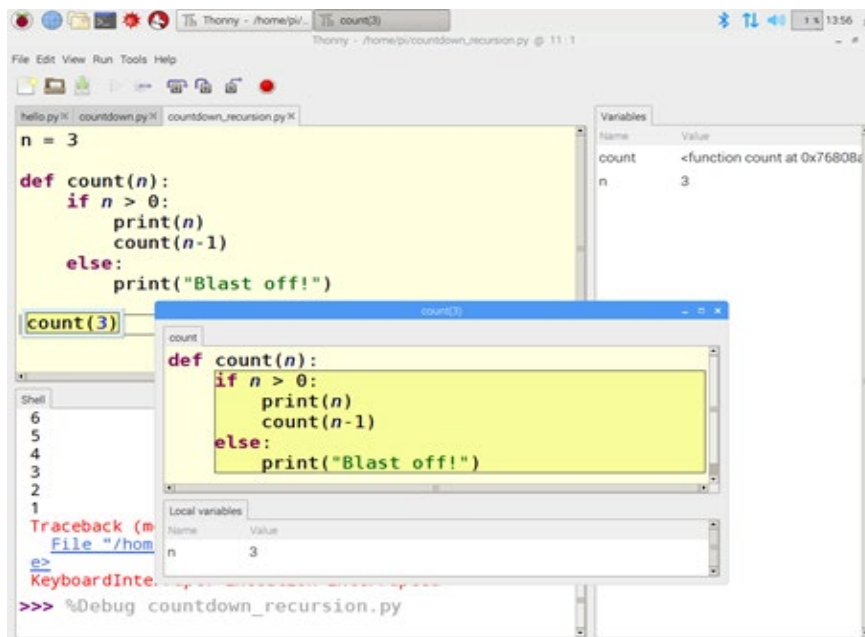 Thonny - /home/pi/...
count(3)
1 %
13:56
Thonny - /home/pi/countdown_recursion.py @ 11:1
File Edit View Run Tools Help
hello.py countdown.py countdown_recursion.py
n = 3
def count(n):
if n > 0:
print(n)
count(n-1)
else:
print("Blast off!")
count(3)
Variables
Name Value
count <function count at 0x76808a
n 3
count(3)
count
def count(n):
if n > 0:
print(n)
count(n-1)
else:
print("Blast off!")
Local variables
Name Value
n 3
Shell
6
5
4
3
2
1
Traceback (m
File "/hom
e>
KeyboardInte
>>> %Debug countdown_recursion.py